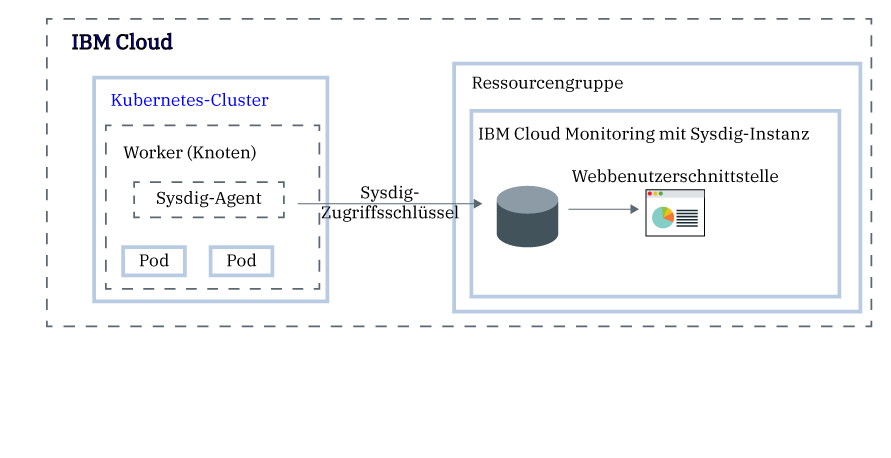 IBM Cloud
Kubernetes-Cluster
Worker (Knoten)
Sysdig-Agent
Pod
Pod
Sysdig-
Zugriffsschlüssel
Ressourcengruppe
IBM Cloud Monitoring mit Sysdig-Instanz
Webbenutzerschnittstelle